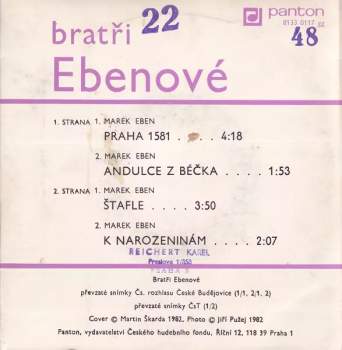 bratři
22
panton
8133 0117 cz
48
Ebenové
1. STRANA 1. MAREK EBEN
PRAHA 1581 . . . . 4:18
2. MAREK EBEN
ANDULCE Z BÉČKA . . . . 1:53
2. STRANA 1. MAREK EBEN
ŠTAFLE . . . . 3:50
2. MAREK EBEN
K NAROZENINÁM . . . . 2:07
REICHERT KAREL
PRAHA
Bratři Ebenové
převzaté snímky Čs. rozhlasu České Budějovice (1/1, 2/1, 2)
převzaté snímky ČsT (1/2)
Cover © Martin Škarda 1982, Photo © Jiří Pužej 1982
Panton, vydavatelství Českého hudebního fondu, Říční 12, 118 39 Praha 1